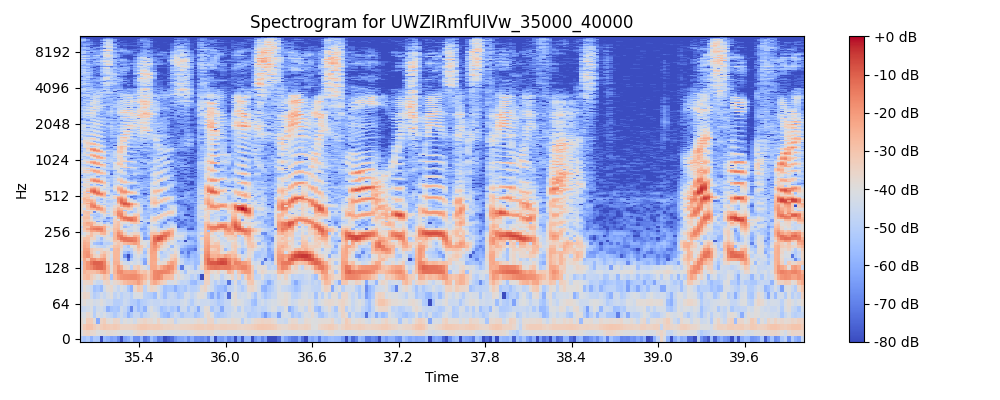 Spectrogram for UWZIRmfUIVw_35000_40000
Hz
8192
4096
2048
1024
512
256
128
64
0
35.4 36.0 36.6 37.2 37.8 38.4 39.0 39.6
Time
+0 dB
-10 dB
-20 dB
-30 dB
-40 dB
-50 dB
-60 dB
-70 dB
-80 dB